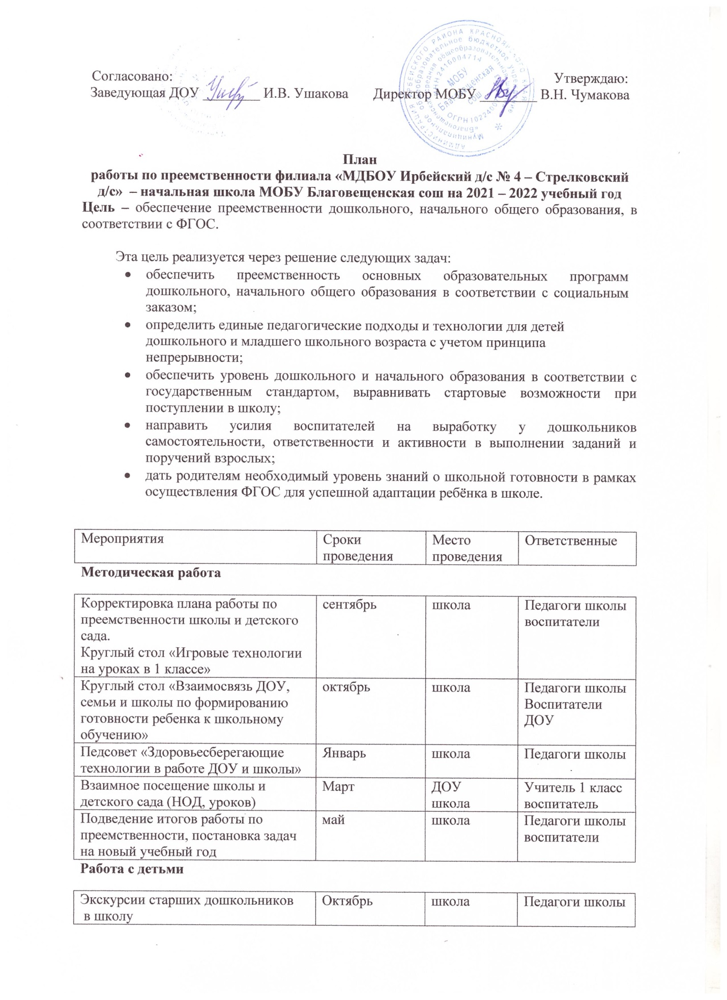 Согласовано: Утверждаю:
Заведующая ДОУ ________ И.В. Ушакова Директор МОБУ ________ В.Н. Чумакова
АДМИНИСТРАЦИЯ ИРБЕЙСКОГО РАЙОНА КРАСНОЯРСКОГО КРАЯ
ИНН 2416004714
МОБУ
Благовещенская
сош
План
работы по преемственности филиала «МДБОУ Ирбейский д/с № 4 – Стрелковский
д/с» – начальная школа МОБУ Благовещенская сош на 2021 – 2022 учебный год
Цель – обеспечение преемственности дошкольного, начального общего образования, в
соответствии с ФГОС.
Эта цель реализуется через решение следующих задач:
• обеспечить преемственность основных образовательных программ
дошкольного, начального общего образования в соответствии с социальным
заказом;
• определить единые педагогические подходы и технологии для детей
дошкольного и младшего школьного возраста с учетом принципа
непрерывности;
• обеспечить уровень дошкольного и начального образования в соответствии с
государственным стандартом, выравнивать стартовые возможности при
поступлении в школу;
• направить усилия воспитателей на выработку у дошкольников
самостоятельности, ответственности и активности в выполнении заданий и
поручений взрослых;
• дать родителям необходимый уровень знаний о школьной готовности в рамках
осуществления ФГОС для успешной адаптации ребёнка в школе.
Мероприятия Сроки Место Ответственные
проведения проведения
Методическая работа
Корректировка плана работы по сентябрь школа Педагоги школы
преемственности школы и детского воспитатели
сада.
Круглый стол «Игровые технологии
на уроках в 1 классе»
Круглый стол «Взаимосвязь ДОУ, октябрь школа Педагоги школы
семьи и школы по формированию Воспитатели
готовности ребенка к школьному ДОУ
обучению»
Педсовет «Здоровьесберегающие Январь школа Педагоги школы
технологии в работе ДОУ и школы»
Взаимное посещение школы и Март ДОУ Учитель 1 класс
детского сада (НОД, уроков) школа воспитатель
Подведение итогов работы по май школа Педагоги школы
преемственности, постановка задач воспитатели
на новый учебный год
Работа с детьми
Экскурсии старших дошкольников Октябрь школа Педагоги школы
в школу